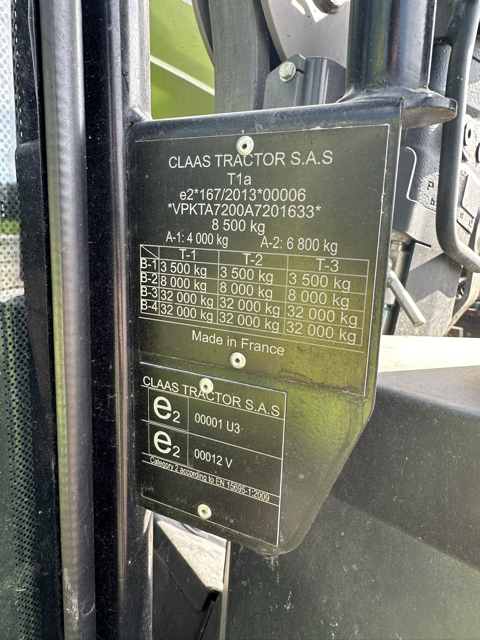 CLAAS TRACTOR S.A.S
T1a
e2*167/2013*00006
*VPKTA7200A7201633*
8 500 kg
A-1: 4 000 kg A-2: 6 800 kg
T-1 T-2 T-3
B-1 3 500 kg 3 500 kg 3 500 kg
B-2 8 000 kg 8 000 kg 8 000 kg
B-3 32 000 kg 32 000 kg 32 000 kg
B-4 32 000 kg 32 000 kg 32 000 kg
Made in France
CLAAS TRACTOR S.A.S
e2 00001 U3
e2 00012 V
Category 2 according to EN 15695-1:2009